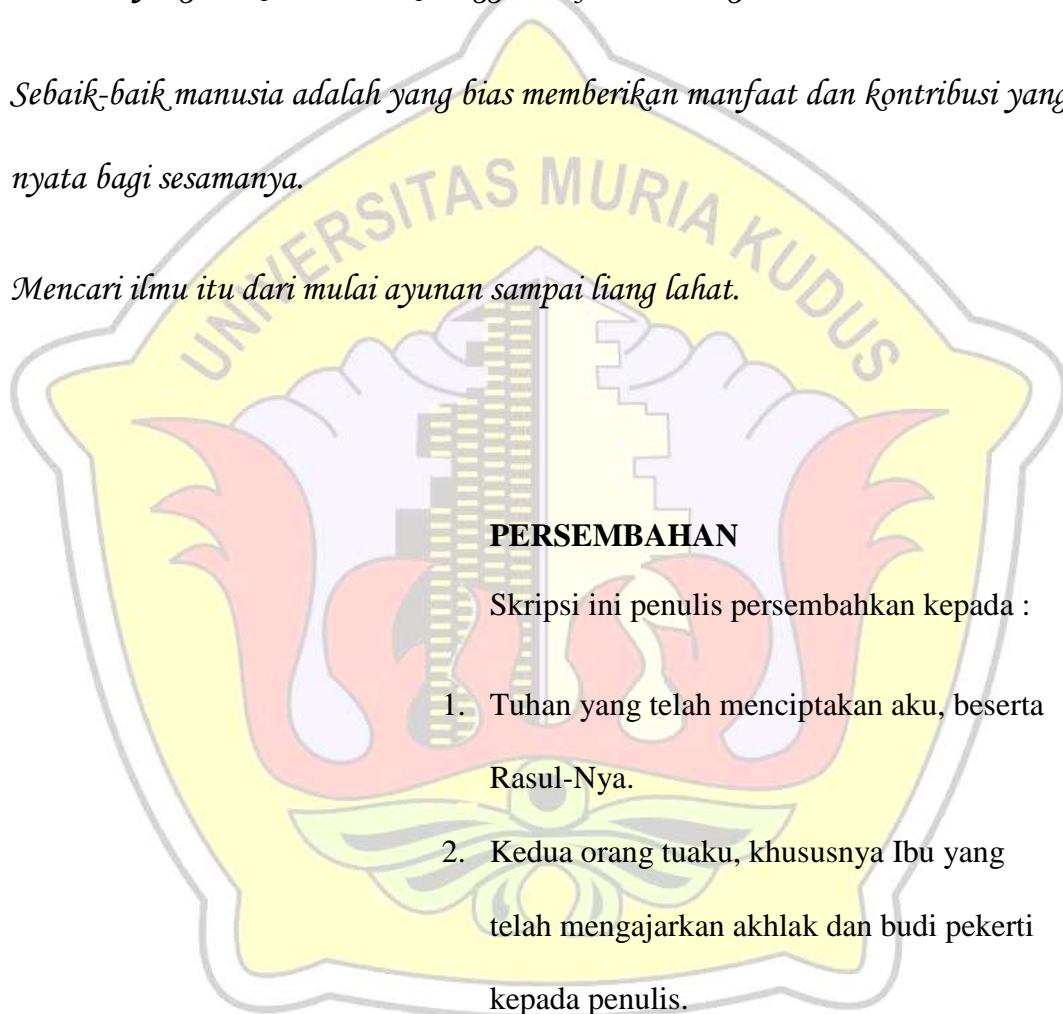 Sebaik-baik manusia adalah yang bias memberikan manfaat dan kontribusi yang
nyata bagi sesamanya.
UNIVERSITAS MURIA KUDUS
Mencari ilmu itu dari mulai ayunan sampai liang lahat.
PERSEMBAHAN
Skripsi ini penulis persembahkan kepada :
1. Tuhan yang telah menciptakan aku, beserta
Rasul-Nya.
2. Kedua orang tuaku, khususnya Ibu yang
telah mengajarkan akhlak dan budi pekerti
kepada penulis.